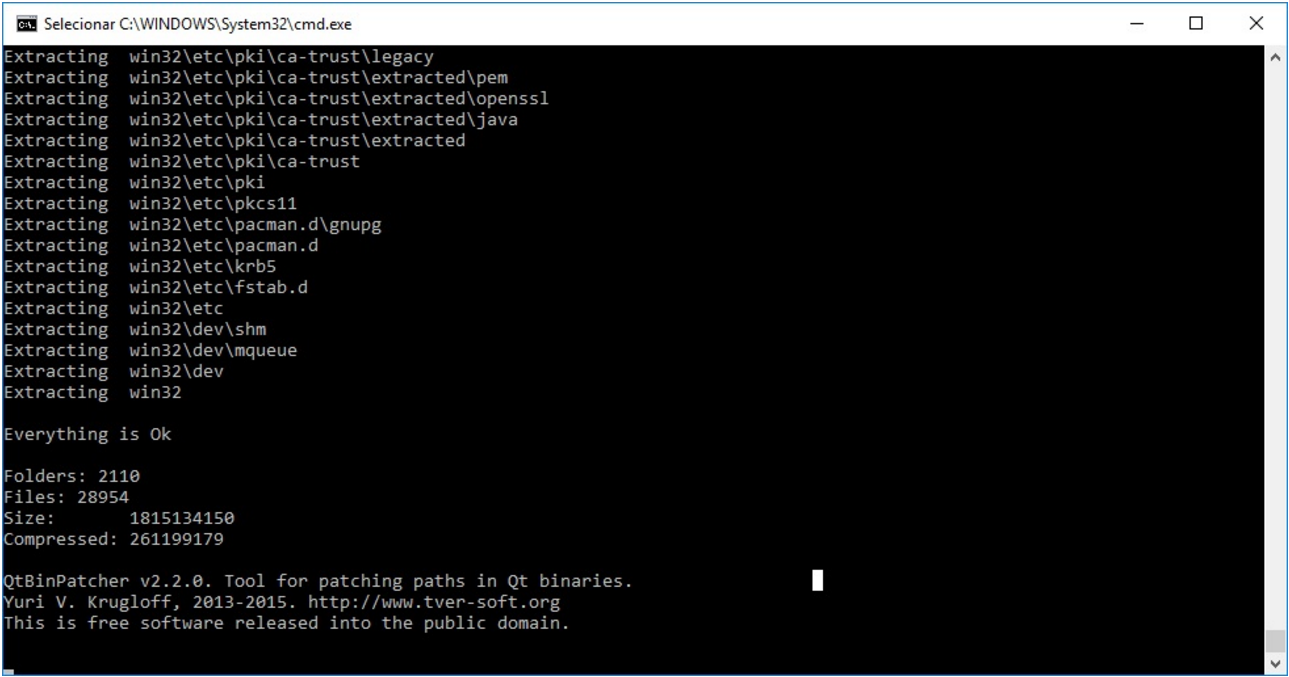 Selecionar C:\WINDOWS\System32\cmd.exe
Extracting  win32\etc\pki\ca-trust\legacy
Extracting  win32\etc\pki\ca-trust\extracted\pem
Extracting  win32\etc\pki\ca-trust\extracted\openssl
Extracting  win32\etc\pki\ca-trust\extracted\java
Extracting  win32\etc\pki\ca-trust\extracted
Extracting  win32\etc\pki\ca-trust
Extracting  win32\etc\pki
Extracting  win32\etc\pkcs11
Extracting  win32\etc\pacman.d\gnupg
Extracting  win32\etc\pacman.d
Extracting  win32\etc\krb5
Extracting  win32\etc\fstab.d
Extracting  win32\etc
Extracting  win32\dev\shm
Extracting  win32\dev\mqueue
Extracting  win32\dev
Extracting  win32
Everything is Ok
Folders: 2110
Files: 28954
Size:       1815134150
Compressed: 261199179
QtBinPatcher v2.2.0. Tool for patching paths in Qt binaries.
Yuri V. Krugloff, 2013-2015. http://www.tver-soft.org
This is free software released into the public domain.